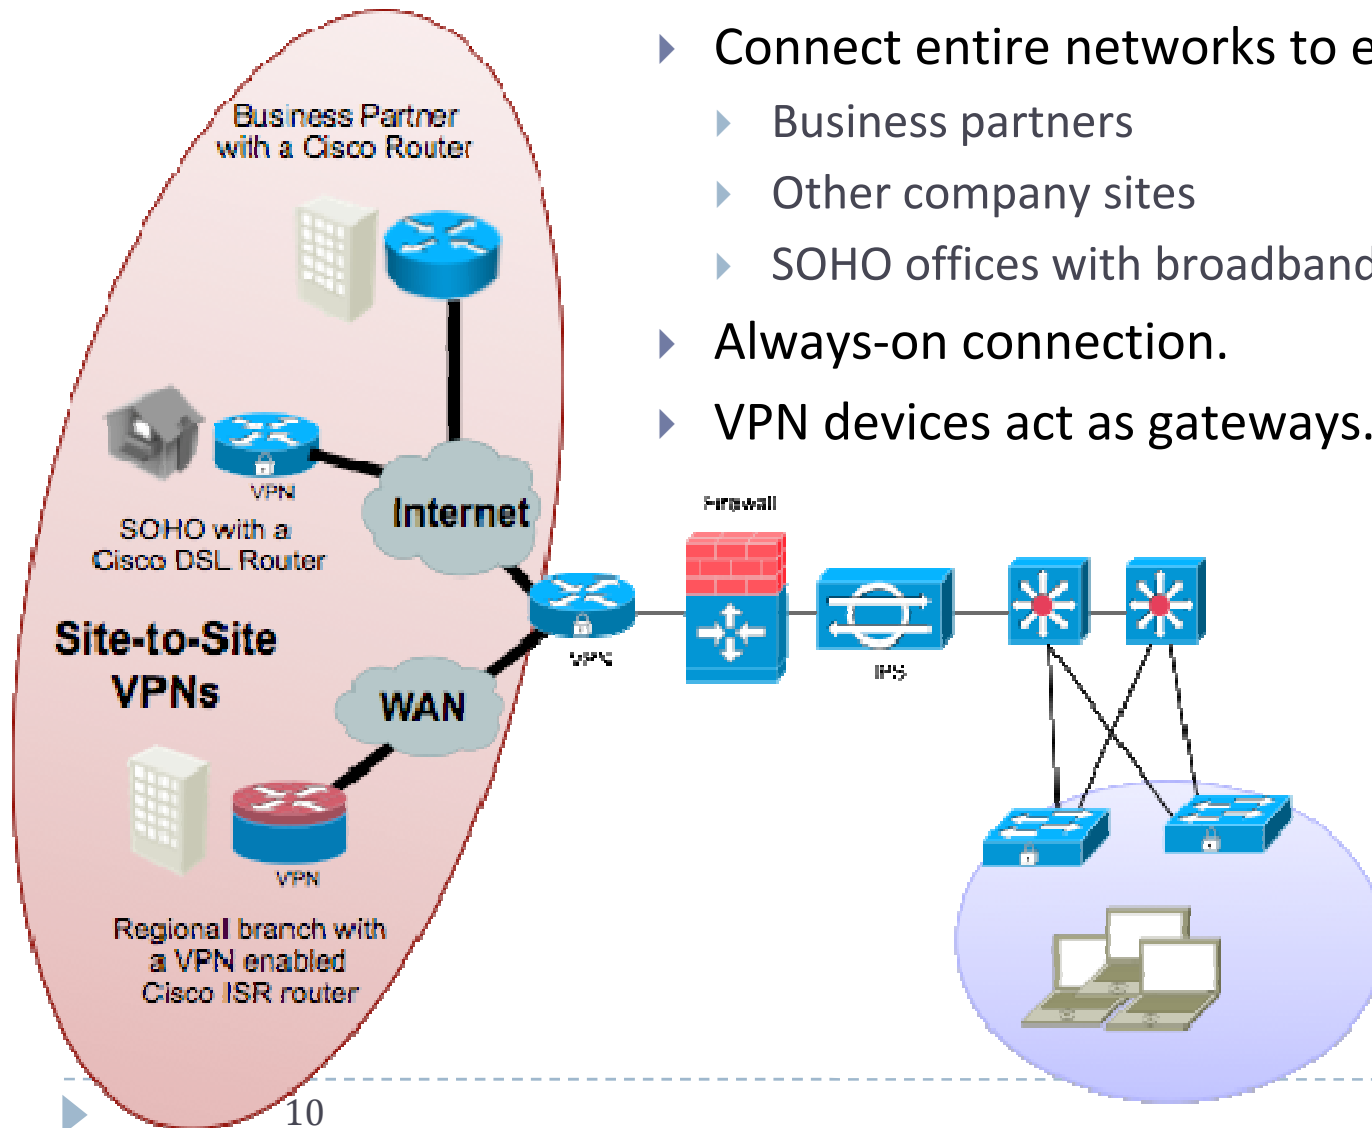 Connect entire networks to e
Business partners
Other company sites
SOHO offices with broadband
Always-on connection.
VPN devices act as gateways.
Business Partner
with a Cisco Router
VPN
SOHO with a
Cisco DSL Router
Internet
Site-to-Site
VPNs
WAN
VPN
Regional branch with
a VPN enabled
Cisco ISR router
VPN
Firewall
IPS
10